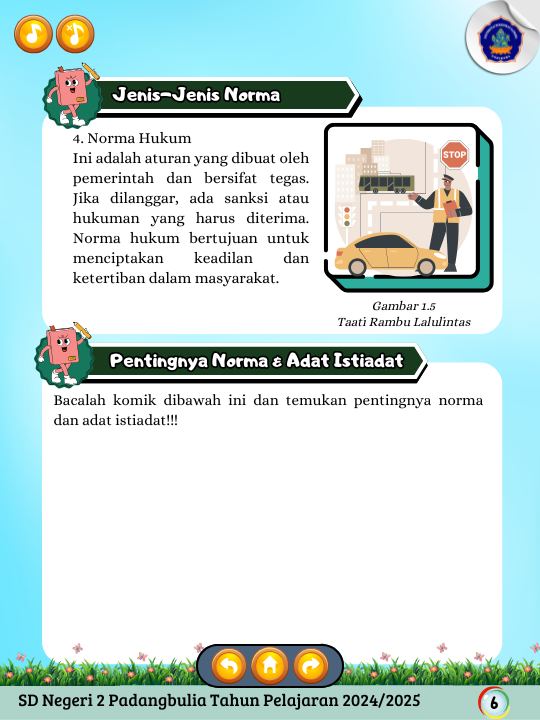 Jenis-Jenis Norma
4. Norma Hukum
Ini adalah aturan yang dibuat oleh
pemerintah dan bersifat tegas.
Jika dilanggar, ada sanksi atau
hukuman yang harus diterima.
Norma hukum bertujuan untuk
menciptakan keadilan dan
ketertiban dalam masyarakat.
STOP
Gambar 1.5
Taati Rambu Lalulintas
Pentingnya Norma & Adat Istiadat
Bacalah komik dibawah ini dan temukan pentingnya norma
dan adat istiadat!!!
SD Negeri 2 Padangbulia Tahun Pelajaran 2024/2025
6